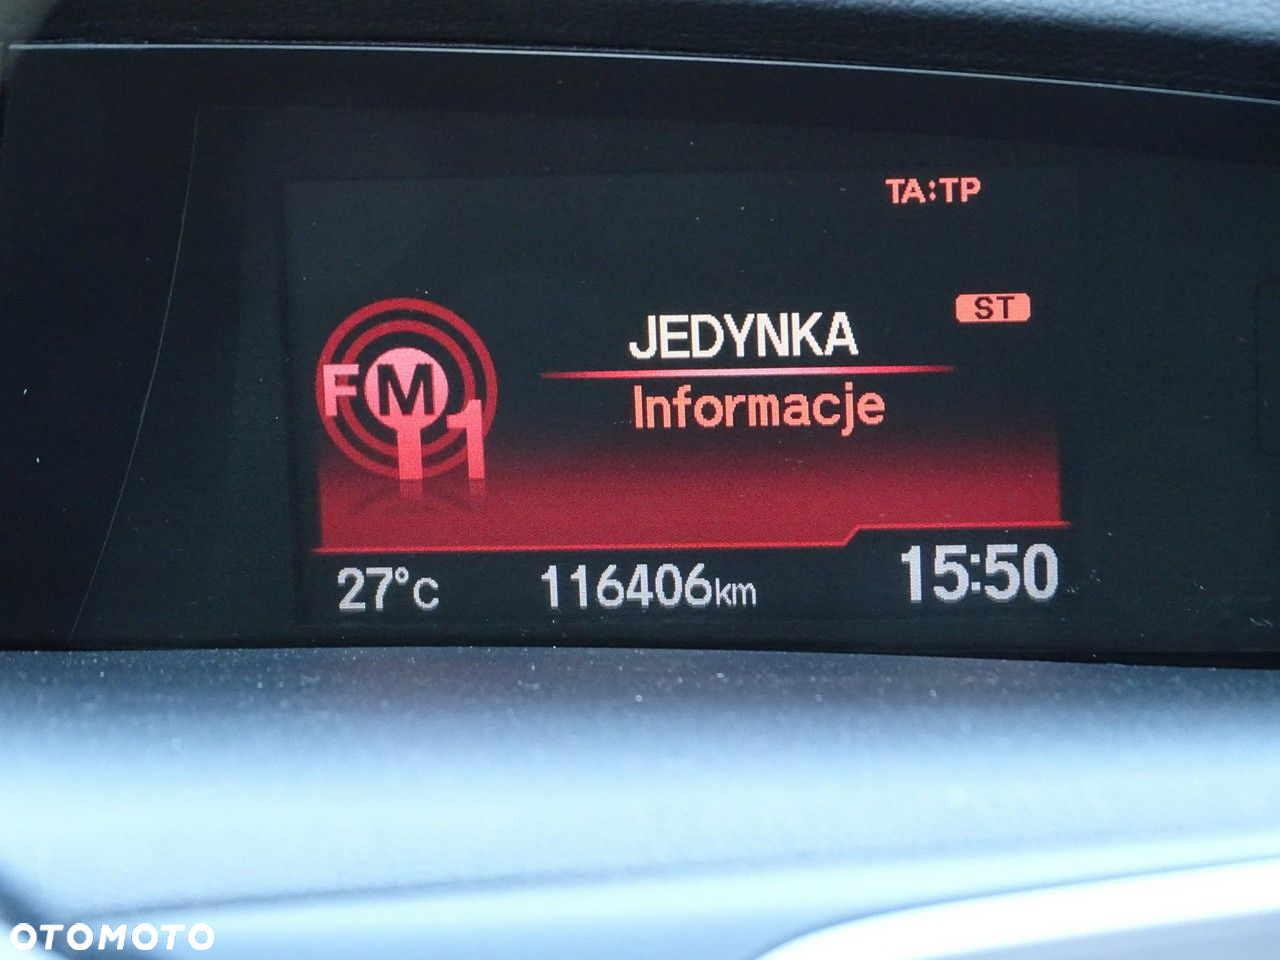 TA:TP
ST
JEDYNKA
FM1
Informacje
27°C 116406km 15:50
OTOMOTO